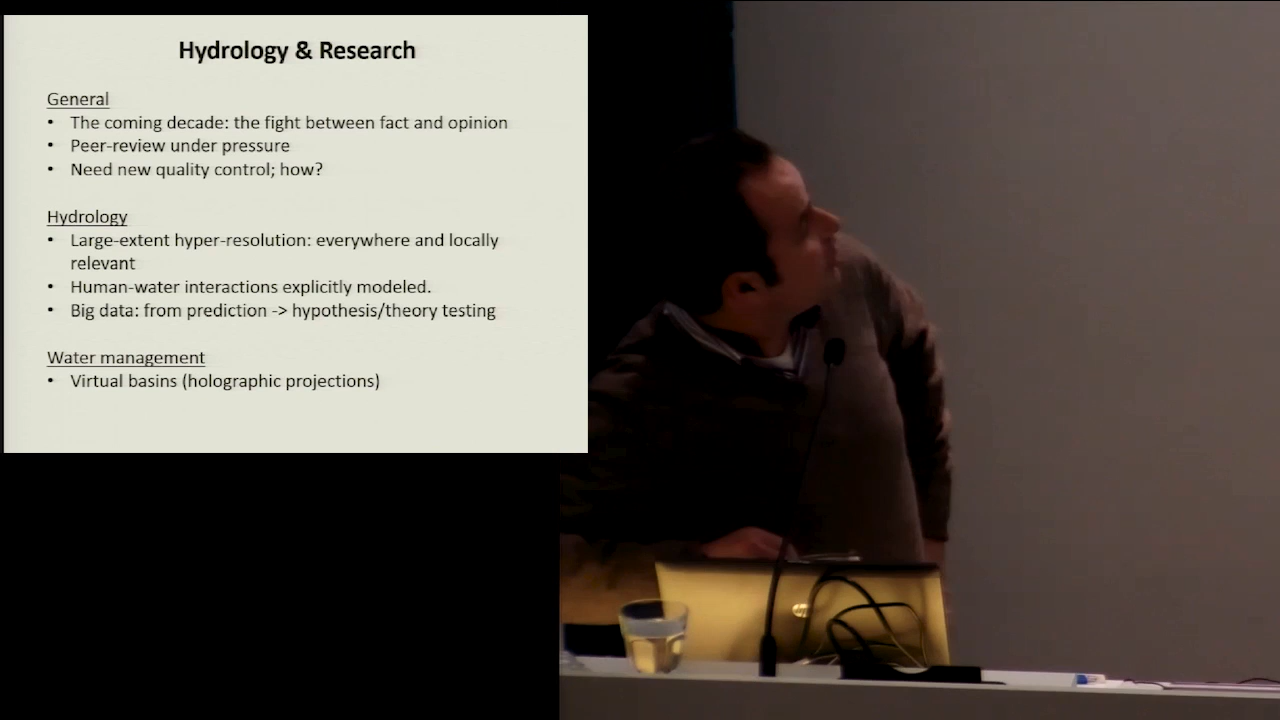 Hydrology & Research
General
• The coming decade: the fight between fact and opinion
• Peer-review under pressure
• Need new quality control; how?
Hydrology
• Large-extent hyper-resolution: everywhere and locally
relevant
• Human-water interactions explicitly modeled.
• Big data: from prediction -> hypothesis/theory testing
Water management
• Virtual basins (holographic projections)
hp